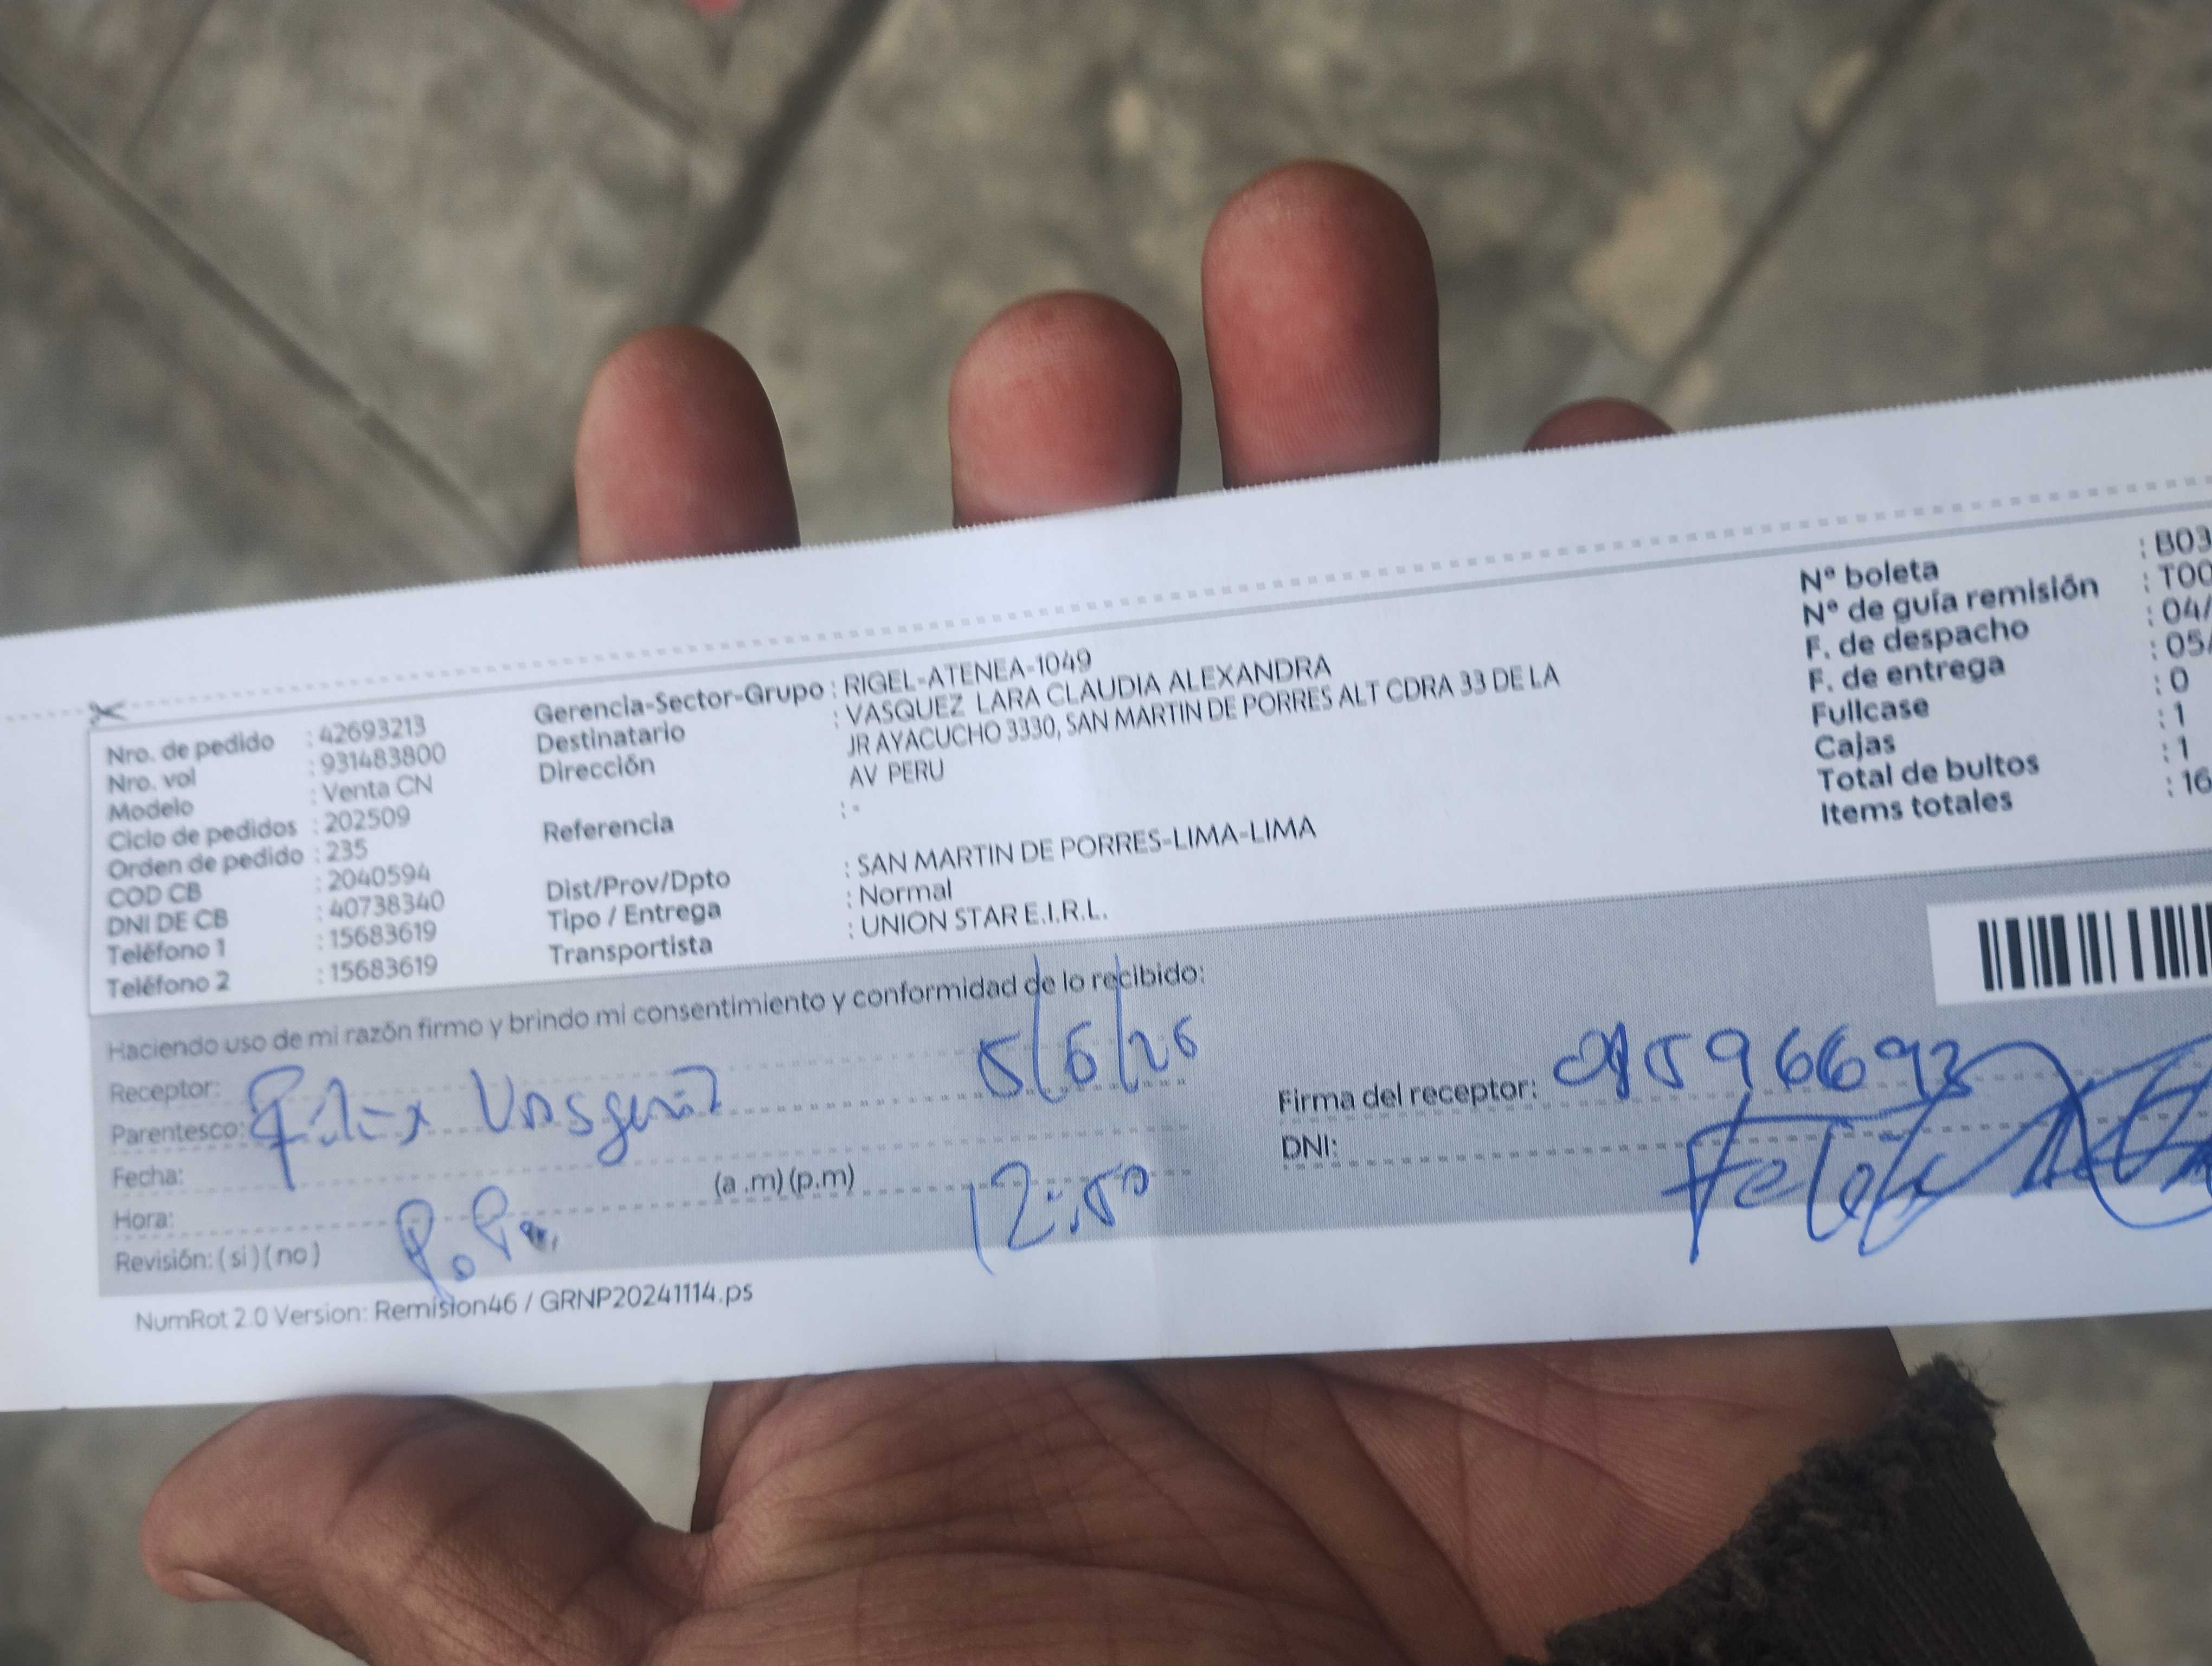 Nro. de pedido : 42693213
Nro. vol : 931483800
Modelo : Venta CN
Ciclo de pedidos : 202509
Orden de pedido : 235
COD CB : 2040594
DNI DE CB : 40738340
Teléfono 1 : 15683619
Teléfono 2 : 15683619
Gerencia-Sector-Grupo : RIGEL-ATENEA-1049
Destinatario : VASQUEZ LARA CLAUDIA ALEXANDRA
Dirección JR AYACUCHO 3330, SAN MARTIN DE PORRES ALT CDRA 33 DE LA
AV PERU
Referencia : -
Dist/Prov/Dpto : SAN MARTIN DE PORRES-LIMA-LIMA
Tipo / Entrega : Normal
Transportista : UNION STAR E.I.R.L.
Nº boleta : B03
Nº de guía remisión : T00
F. de despacho : 04/
F. de entrega : 05/
Fullcase : 0
Cajas : 1
Total de bultos : 1
Items totales : 16
Haciendo uso de mi razón firmo y brindo mi consentimiento y conformidad de lo recibido:
Receptor:
Parentesco:
Fecha:
Hora: (a .m) (p.m) 12:50
Revisión: ( si ) ( no )
Firma del receptor:
DNI:
NumRot 2.0 Version: Remision46 / GRNP20241114.ps